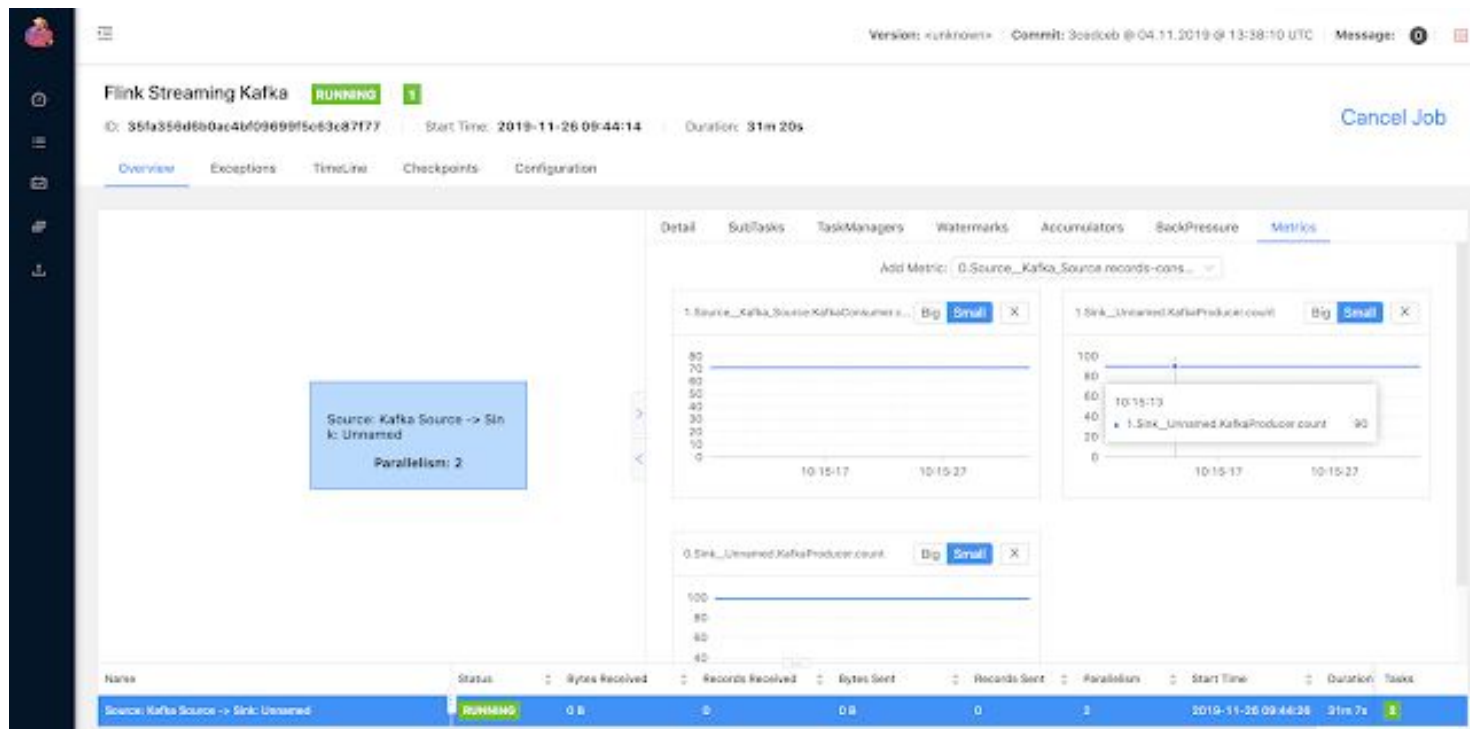 Version: <unknown> Commit: 3cedceb @ 04.11.2019 @ 13:38:10 UTC Message: 0
Flink Streaming Kafka RUNNING 1
Start Time: 2019-11-26 09:44:14 Duration: 31m 20s
Cancel Job
Overview Exceptions TimeLine Checkpoints Configuration
Detail SubTasks TaskManagers Watermarks Accumulators BackPressure Metrics
Add Metric: 0.Source__Kafka_Source.records-cons...
1.Source__Kafka_Source.KafkaConsumer.r... Big Small X
1.Sink__Unnamed.KafkaProducer.count Big Small X
80
70
60
50
40
30
20
10
0
10:15:17 10:15:27
100
80
60
40
20
0
10:15:13
1.Sink__Unnamed.KafkaProducer.count 90
10:15:17 10:15:27
Source: Kafka Source -> Sin
k: Unnamed
Parallelism: 2
0.Sink__Unnamed.KafkaProducer.count Big Small X
100
80
60
40
Name Status Bytes Received Records Received Bytes Sent Records Sent Parallelism Start Time Duration Tasks
Source: Kafka Source -> Sink: Unnamed RUNNING 0 B 0 0 B 0 2 2019-11-26 09:44:26 31m 7s 2